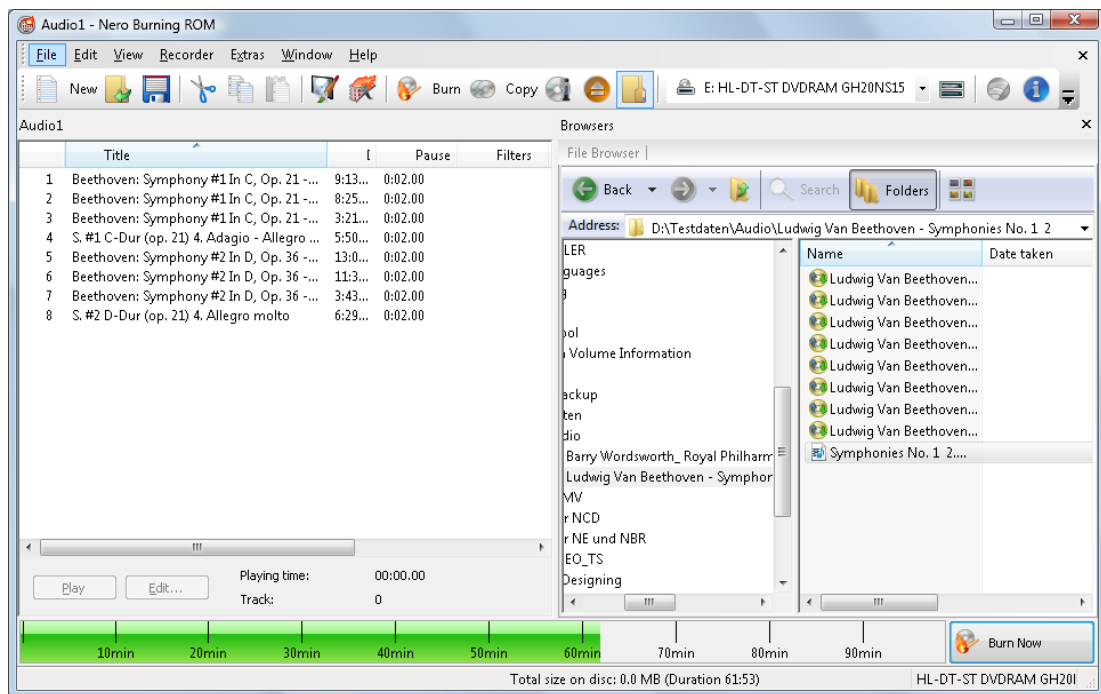 Audio1 - Nero Burning ROM
File Edit View Recorder Extras Window Help
New Burn Copy E: HL-DT-ST DVDRAM GH20NS15
Audio1
Title [ Pause Filters
1 Beethoven: Symphony #1 In C, Op. 21 -... 9:13... 0:02.00
2 Beethoven: Symphony #1 In C, Op. 21 -... 8:25... 0:02.00
3 Beethoven: Symphony #1 In C, Op. 21 -... 3:21... 0:02.00
4 S. #1 C-Dur (op. 21) 4. Adagio - Allegro ... 5:50... 0:02.00
5 Beethoven: Symphony #2 In D, Op. 36 -... 13:0... 0:02.00
6 Beethoven: Symphony #2 In D, Op. 36 -... 11:3... 0:02.00
7 Beethoven: Symphony #2 In D, Op. 36 -... 3:43... 0:02.00
8 S. #2 D-Dur (op. 21) 4. Allegro molto 6:29... 0:02.00
Play Edit...
Playing time: 00:00.00
Track: 0
Browsers
File Browser
Back Search Folders
Address: D:\Testdaten\Audio\Ludwig Van Beethoven - Symphonies No. 1 2
LER
guages
g
ool
Volume Information
ackup
ten
dio
Barry Wordsworth_ Royal Philharm
Ludwig Van Beethoven - Symphor
MV
r NCD
r NE und NBR
EO_TS
Designing
Name Date taken
Ludwig Van Beethoven...
Ludwig Van Beethoven...
Ludwig Van Beethoven...
Ludwig Van Beethoven...
Ludwig Van Beethoven...
Ludwig Van Beethoven...
Ludwig Van Beethoven...
Ludwig Van Beethoven...
Symphonies No. 1 2....
10min 20min 30min 40min 50min 60min 70min 80min 90min
Burn Now
Total size on disc: 0.0 MB (Duration 61:53) HL-DT-ST DVDRAM GH20I